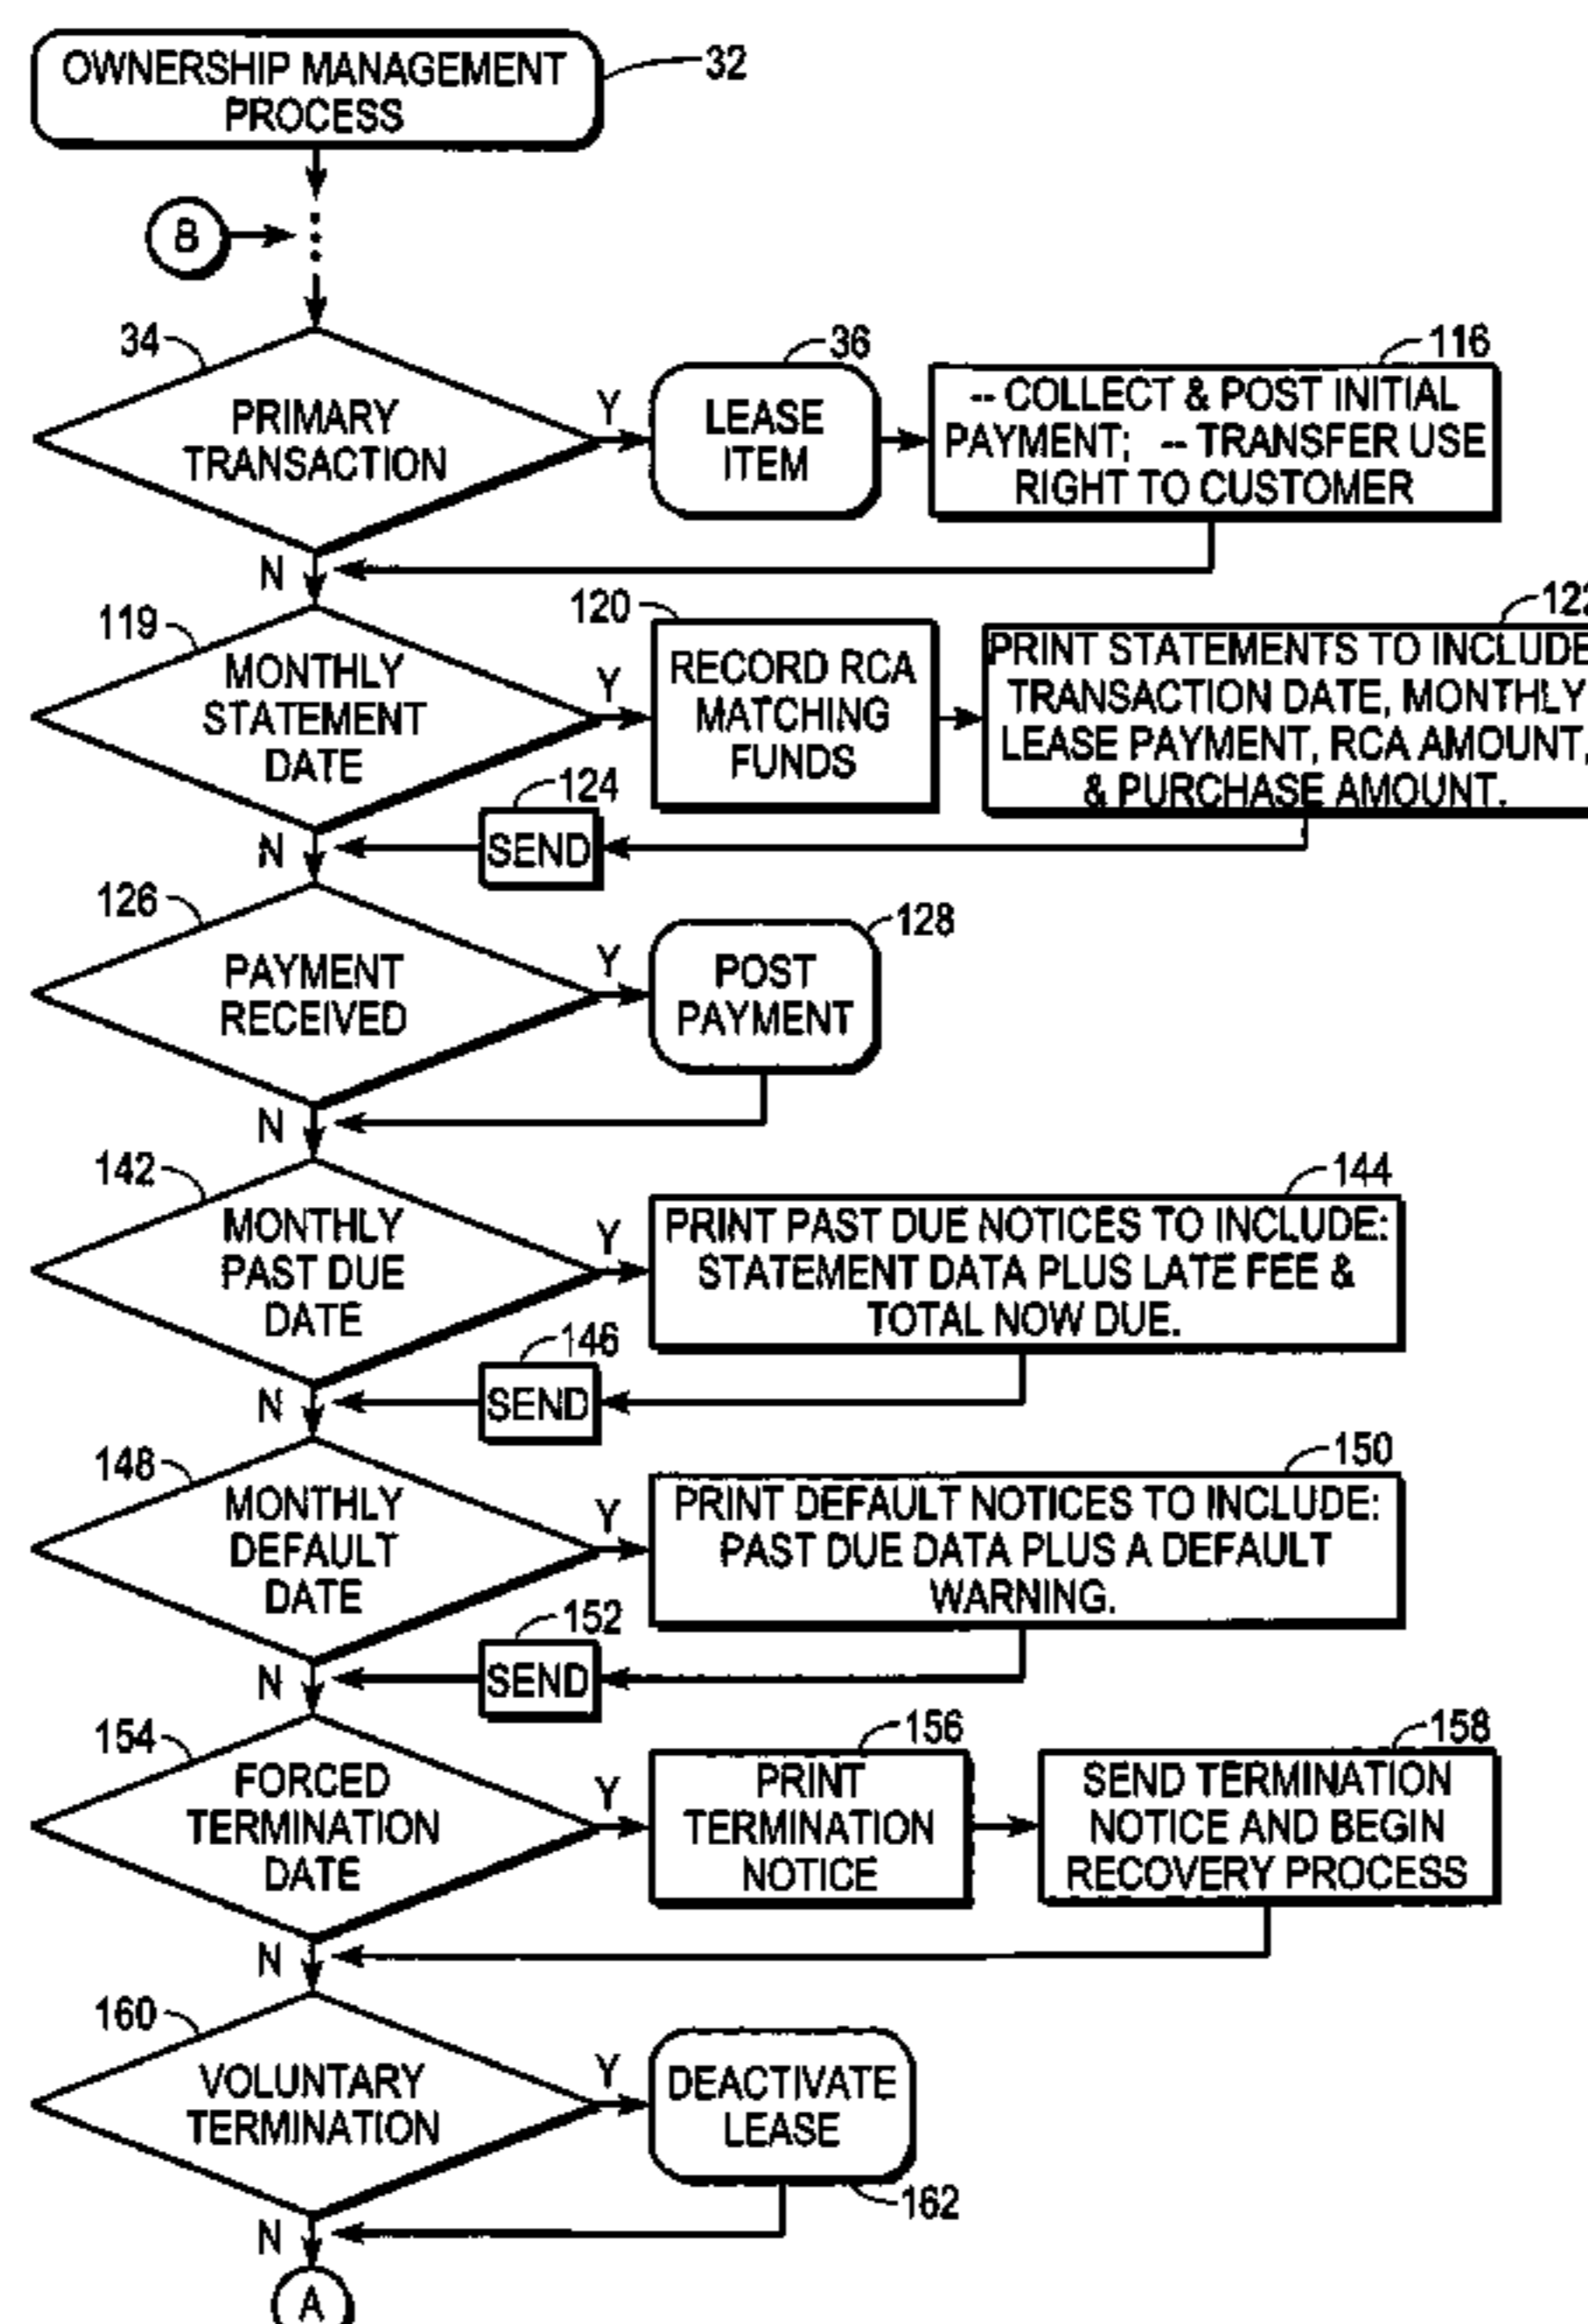 OWNERSHIP MANAGEMENT
PROCESS
32
B
34
PRIMARY
TRANSACTION
Y
N
36
LEASE
ITEM
116
-- COLLECT & POST INITIAL
PAYMENT; -- TRANSFER USE
RIGHT TO CUSTOMER
119
MONTHLY
STATEMENT
DATE
Y
N
120
RECORD RCA
MATCHING
FUNDS
PRINT STATEMENTS TO INCLUDE
TRANSACTION DATE, MONTHLY
LEASE PAYMENT, RCA AMOUNT,
& PURCHASE AMOUNT.
124
SEND
126
PAYMENT
RECEIVED
Y
N
128
POST
PAYMENT
142
MONTHLY
PAST DUE
DATE
Y
N
144
PRINT PAST DUE NOTICES TO INCLUDE:
STATEMENT DATA PLUS LATE FEE &
TOTAL NOW DUE.
146
SEND
148
MONTHLY
DEFAULT
DATE
Y
N
150
PRINT DEFAULT NOTICES TO INCLUDE:
PAST DUE DATA PLUS A DEFAULT
WARNING.
152
SEND
154
FORCED
TERMINATION
DATE
Y
N
156
PRINT
TERMINATION
NOTICE
158
SEND TERMINATION
NOTICE AND BEGIN
RECOVERY PROCESS
160
VOLUNTARY
TERMINATION
Y
N
DEACTIVATE
LEASE
162
A